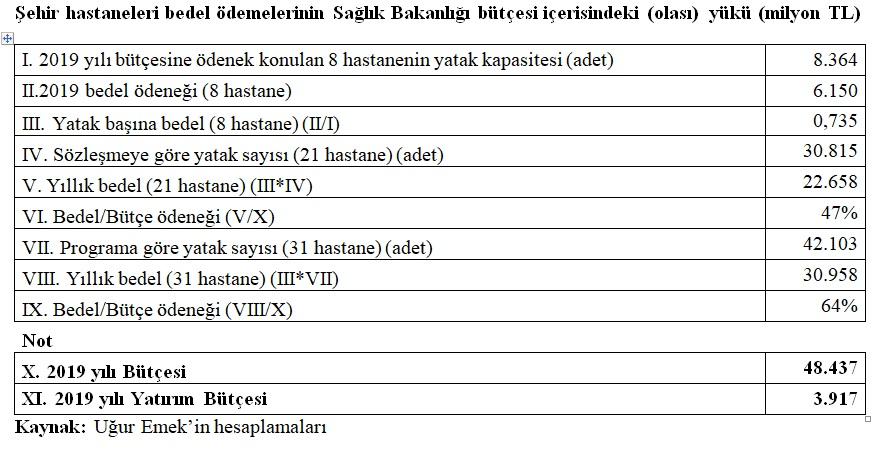 Şehir hastaneleri bedel ödemelerinin Sağlık Bakanlığı bütçesi içerisindeki (olası) yükü (milyon TL)
I. 2019 yılı bütçesine ödenek konulan 8 hastanenin yatak kapasitesi (adet) 8.364
II.2019 bedel ödeneği (8 hastane) 6.150
III. Yatak başına bedel (8 hastane) (II/I) 0,735
IV. Sözleşmeye göre yatak sayısı (21 hastane) (adet) 30.815
V. Yıllık bedel (21 hastane) (III*IV) 22.658
VI. Bedel/Bütçe ödeneği (V/X) 47%
VII. Programa göre yatak sayısı (31 hastane) (adet) 42.103
VIII. Yıllık bedel (31 hastane) (III*VII) 30.958
IX. Bedel/Bütçe ödeneği (VIII/X) 64%
Not
X. 2019 yılı Bütçesi 48.437
XI. 2019 yılı Yatırım Bütçesi 3.917
Kaynak: Uğur Emek'in hesaplamaları